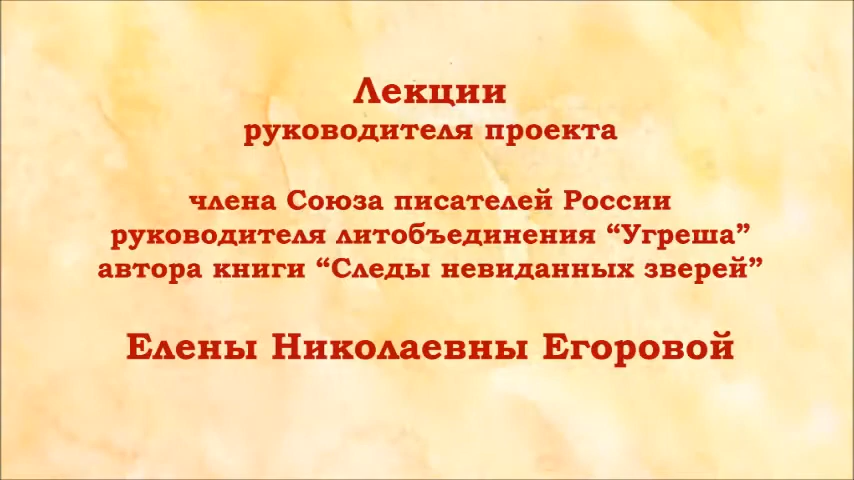 Лекции
руководителя проекта
члена Союза писателей России
руководителя литобъединения “Угреша”
автора книги “Следы невиданных зверей”
Елены Николаевны Егоровой